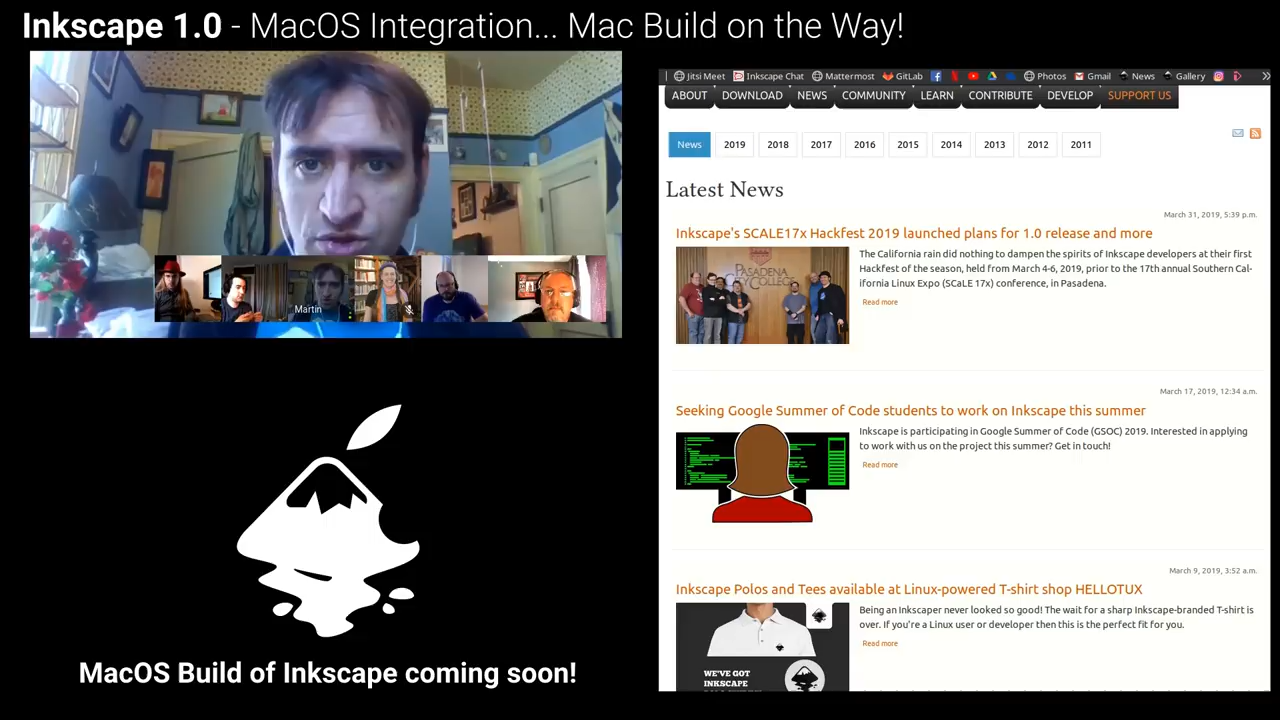 Inkscape 1.0 - MacOS Integration... Mac Build on the Way!
Martin
MacOS Build of Inkscape coming soon!
Jitsi Meet Inkscape Chat Mattermost GitLab Photos Gmail News Gallery
ABOUT DOWNLOAD NEWS COMMUNITY LEARN CONTRIBUTE DEVELOP SUPPORT US
News 2019 2018 2017 2016 2015 2014 2013 2012 2011
Latest News
March 31, 2019, 5:39 p.m.
Inkscape's SCALE17x Hackfest 2019 launched plans for 1.0 release and more
PASADENA
CITY COLLEGE
The California rain did nothing to dampen the spirits of Inkscape developers at their first
Hackfest of the season, held from March 4-6, 2019, prior to the 17th annual Southern Cal-
ifornia Linux Expo (SCaLE 17x) conference, in Pasadena.
Read more
March 17, 2019, 12:34 a.m.
Seeking Google Summer of Code students to work on Inkscape this summer
Inkscape is participating in Google Summer of Code (GSOC) 2019. Interested in applying
to work with us on the project this summer? Get in touch!
Read more
March 9, 2019, 3:52 a.m.
Inkscape Polos and Tees available at Linux-powered T-shirt shop HELLOTUX
Being an Inkscaper never looked so good! The wait for a sharp Inkscape-branded T-shirt is
over. If you're a Linux user or developer then this is the perfect fit for you.
Read more
WE'VE GOT
INKSCAPE